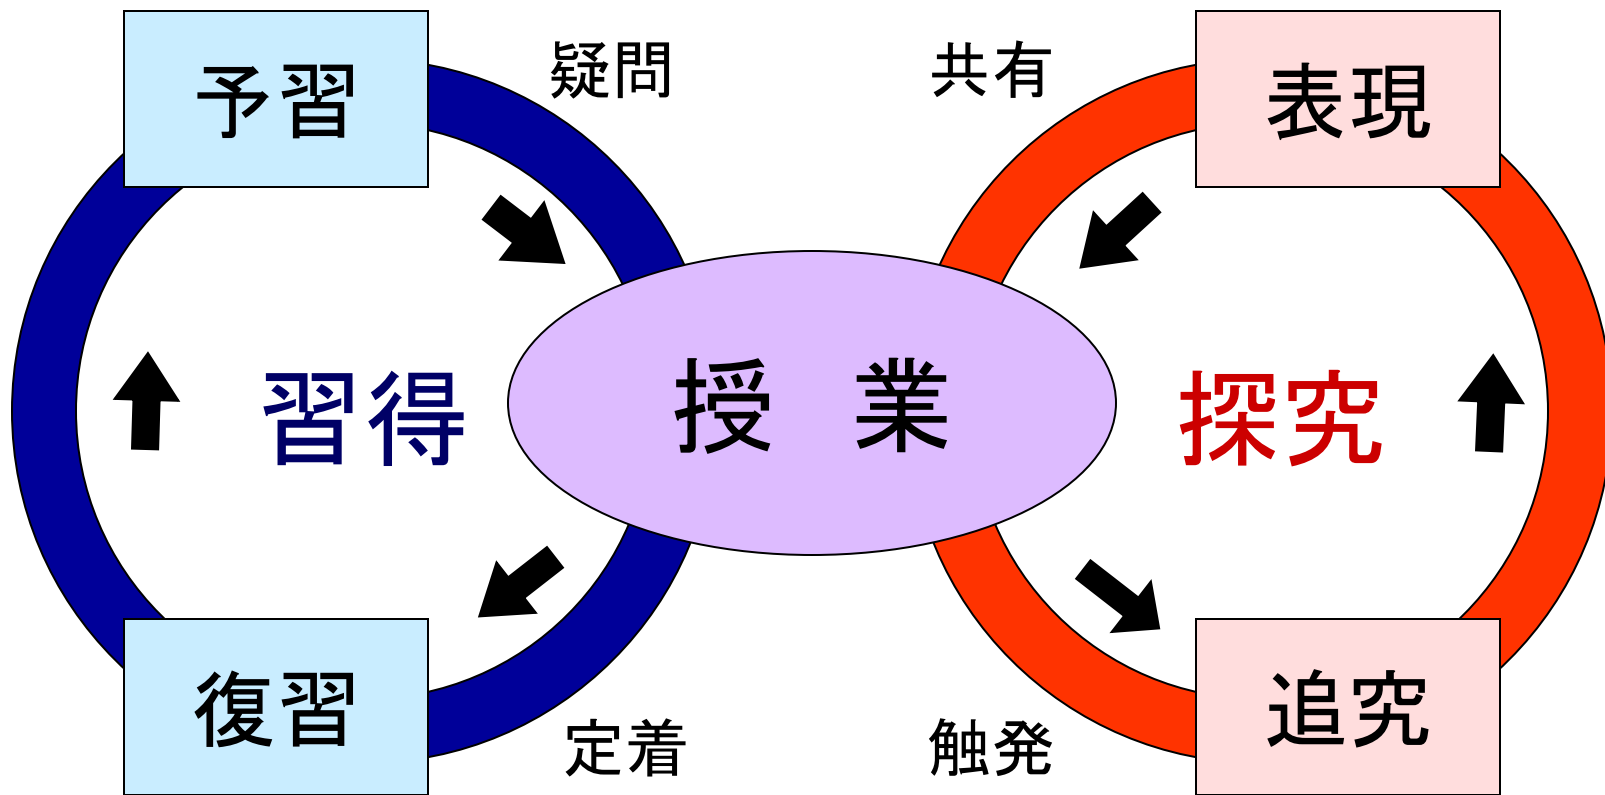 予習
疑問
共有
表現
習得
授 業
探究
復習
定着
触発
追究